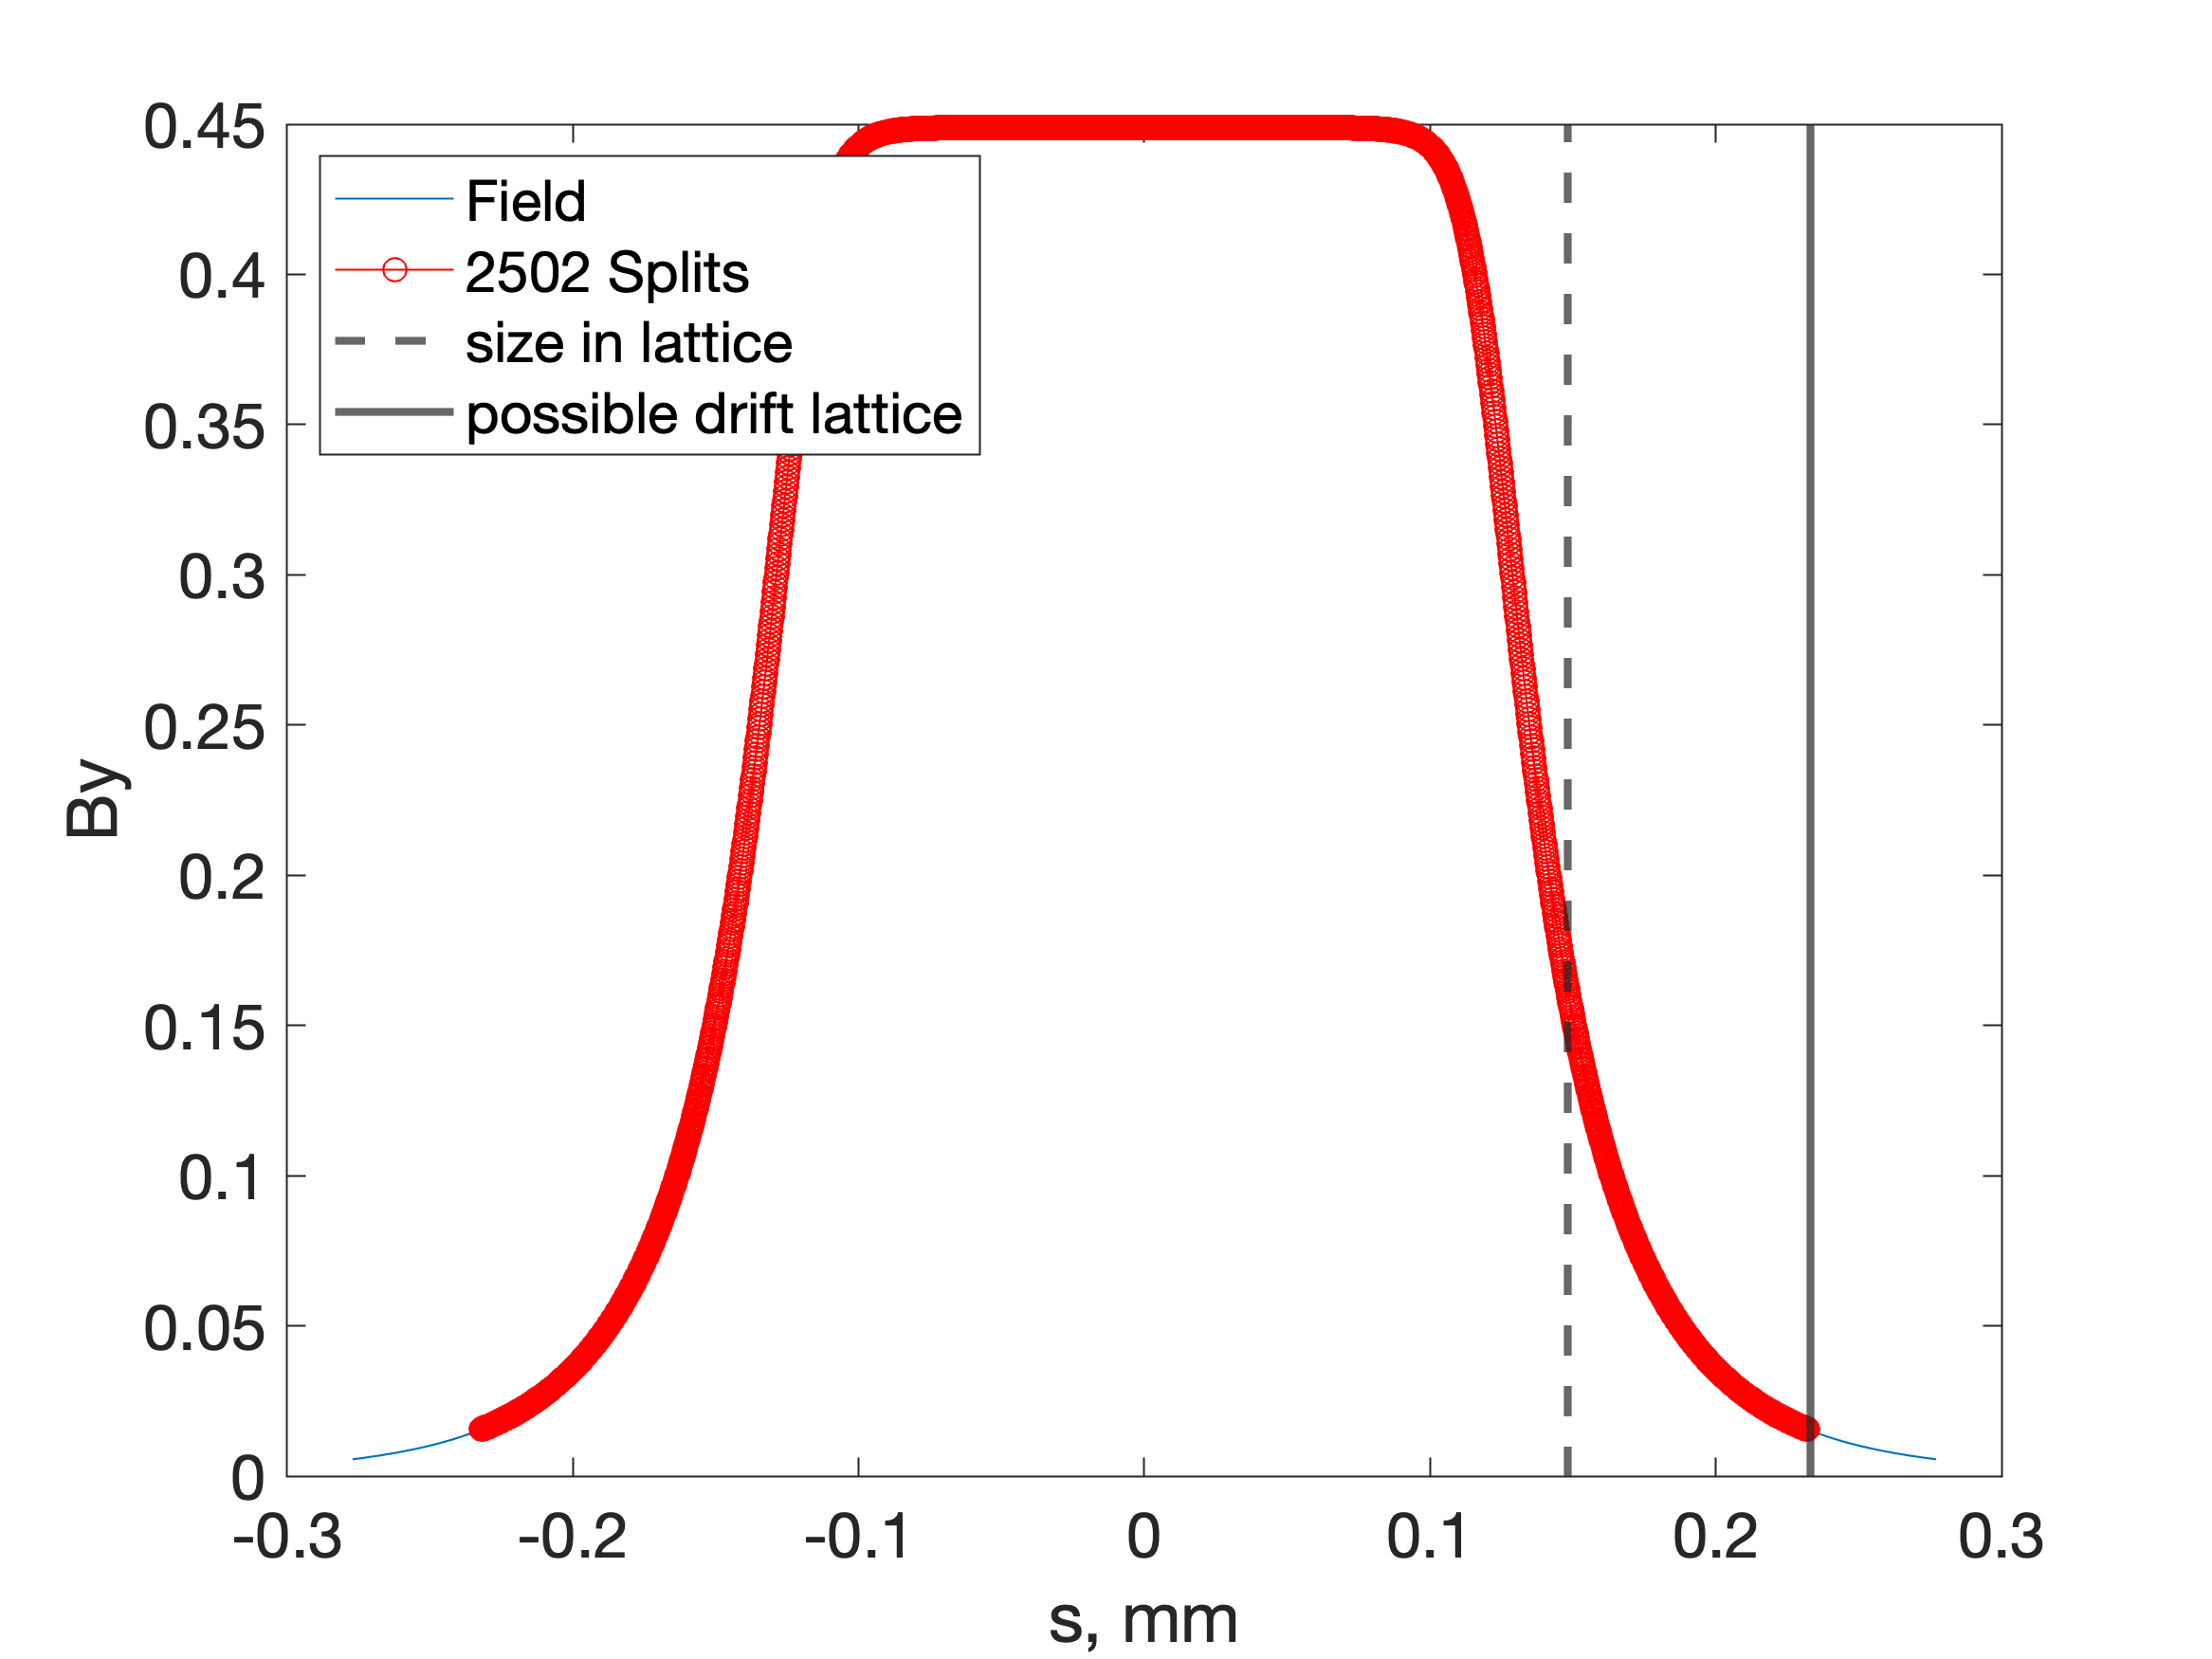 0.45
0.4
0.35
0.3
0.25
0.2
0.15
0.1
0.05
0
By
Field
2502 Splits
size in lattice
possible drift lattice
-0.3 -0.2 -0.1 0 0.1 0.2 0.3
s, mm